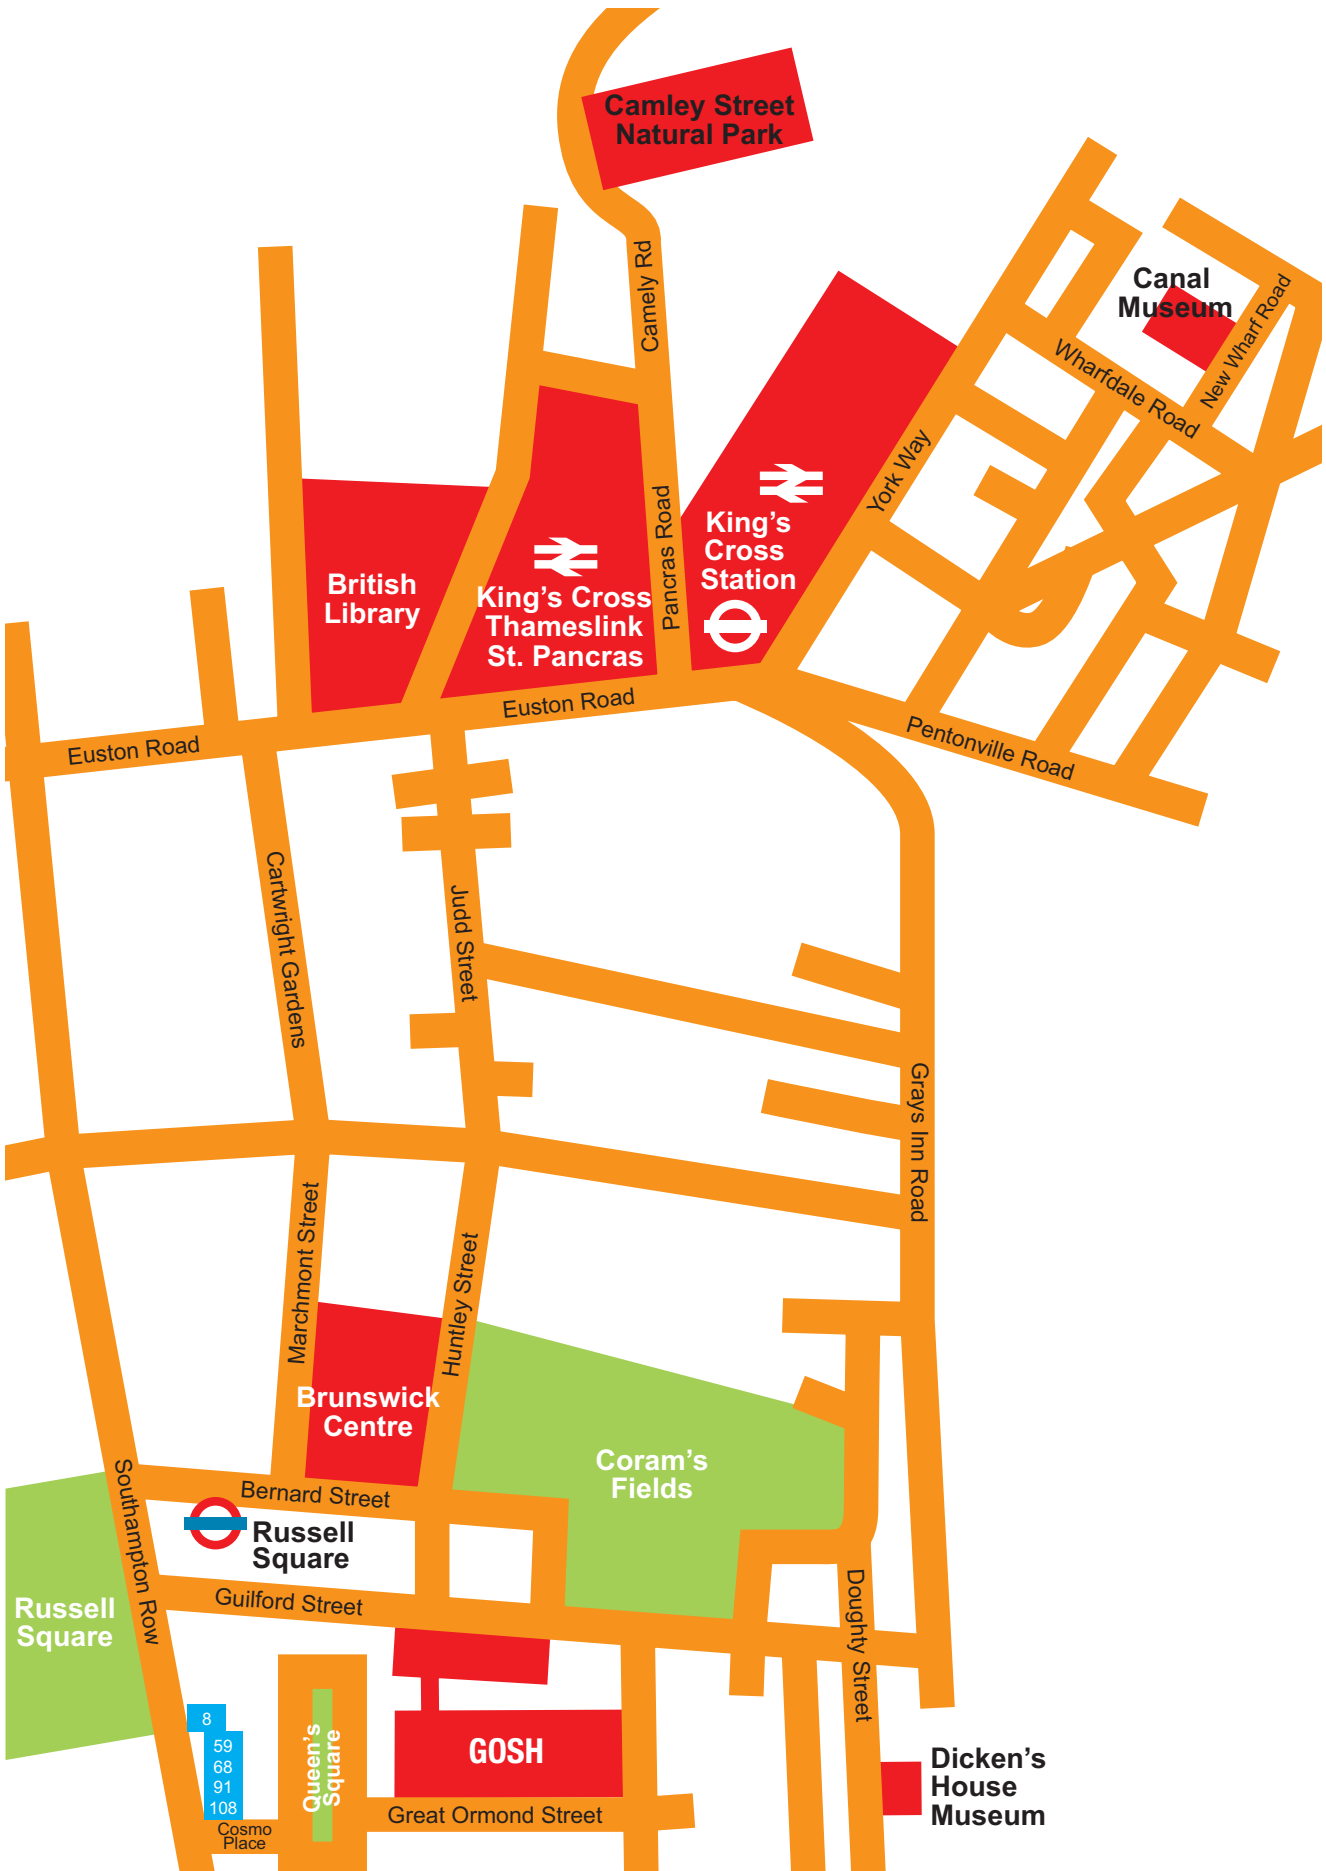 Camley Street
Natural Park
Camely Rd
Canal
Museum
New Wharf Road
Wharfdale Road
York Way
King's
Cross
Station
Pancras Road
British
Library
King's Cross
Thameslink
St. Pancras
Euston Road
Euston Road
Pentonville Road
Cartwright Gardens
Judd Street
Grays Inn Road
Marchmont Street
Huntley Street
Brunswick
Centre
Coram's
Fields
Bernard Street
Southampton Row
Russell
Square
Guilford Street
Russell
Square
Doughty Street
8
59
68
91
108
Queen's
Square
GOSH
Dicken's
House
Museum
Great Ormond Street
Cosmo
Place